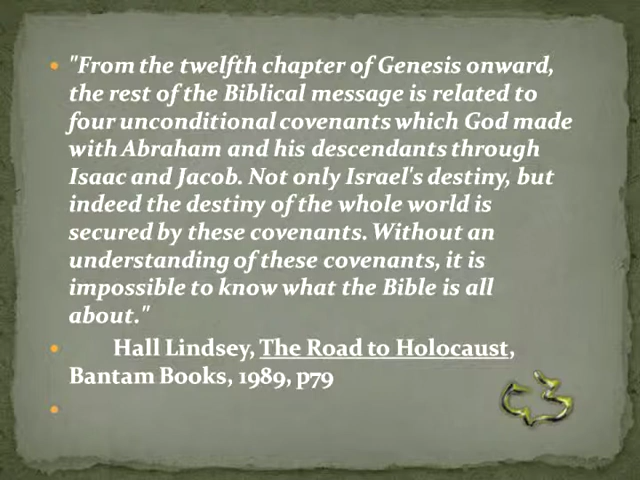 "From the twelfth chapter of Genesis onward,
the rest of the Biblical message is related to
four unconditional covenants which God made
with Abraham and his descendants through
Isaac and Jacob. Not only Israel's destiny, but
indeed the destiny of the whole world is
secured by these covenants. Without an
understanding of these covenants, it is
impossible to know what the Bible is all
about."
Hall Lindsey, The Road to Holocaust,
Bantam Books, 1989, p79